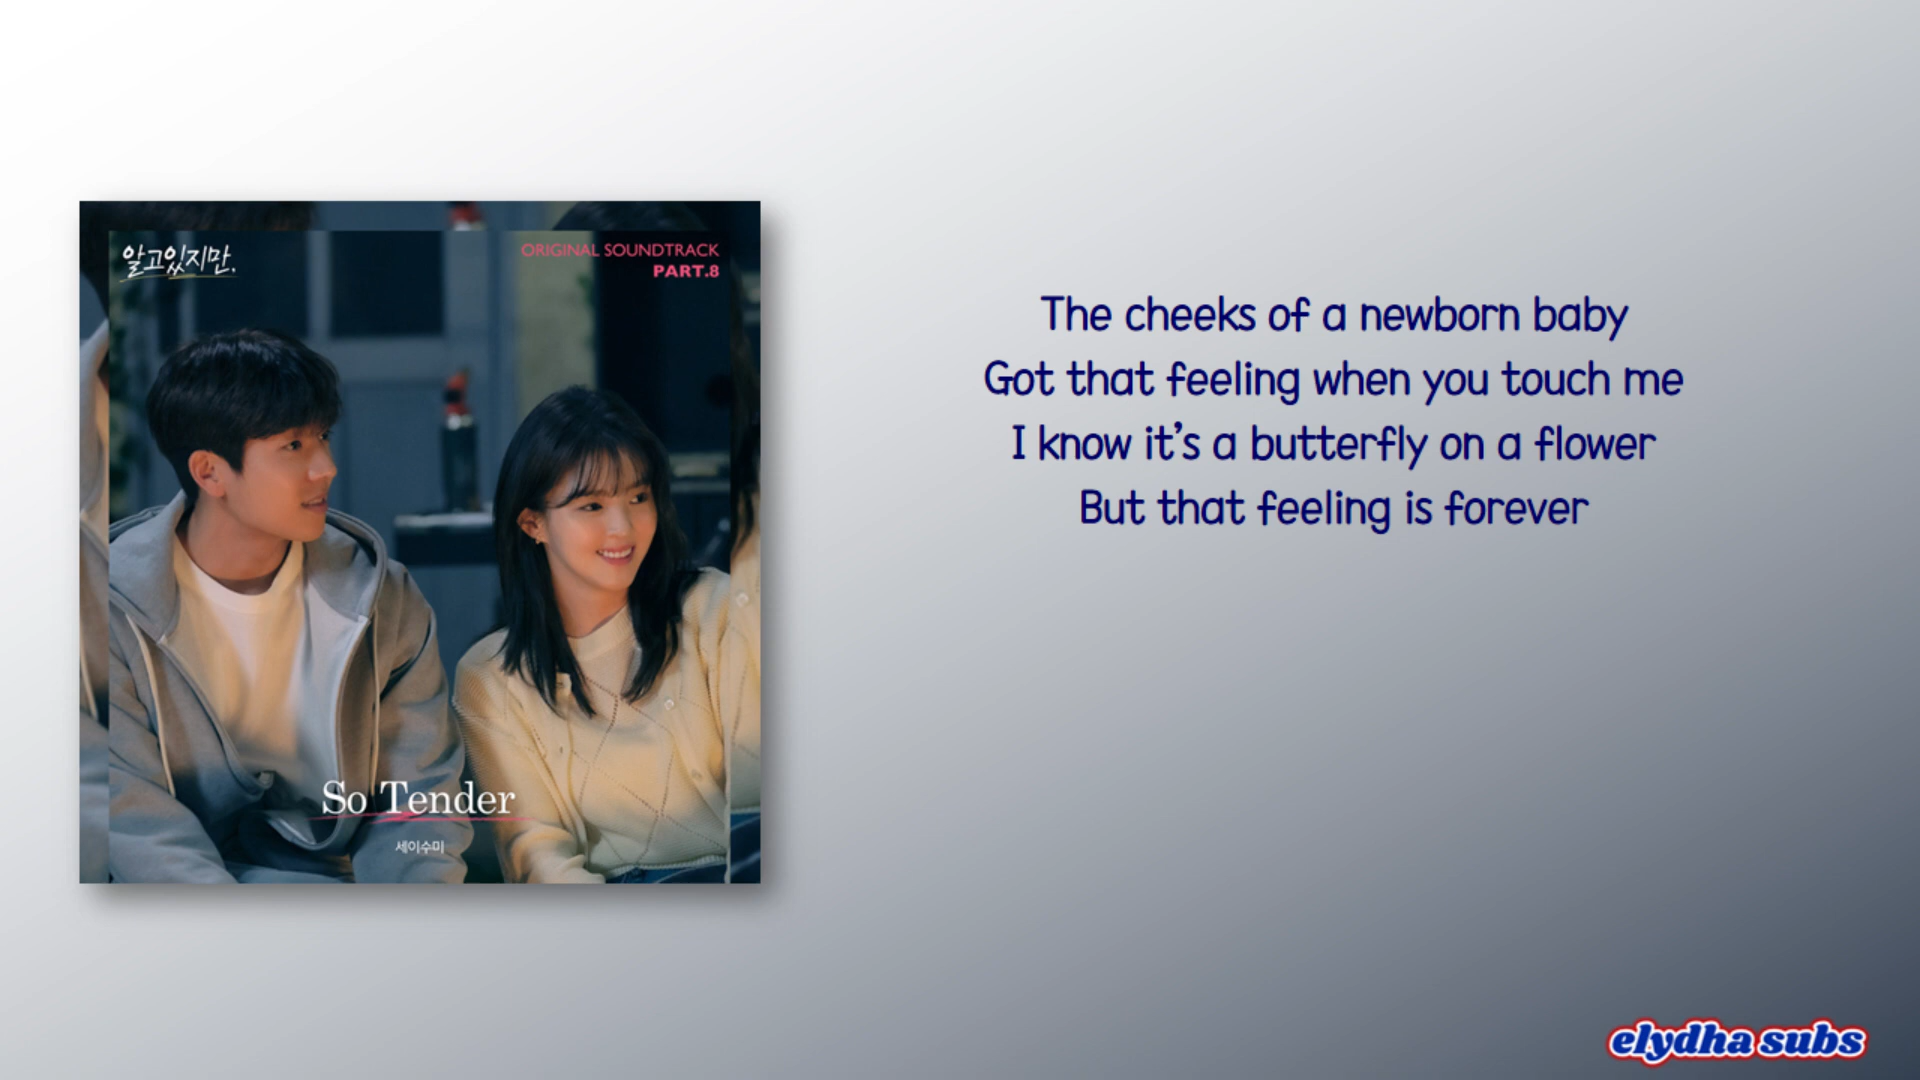 알고있지만.
ORIGINAL SOUNDTRACK
PART.8
So Tender
세이수미
The cheeks of a newborn baby
Got that feeling when you touch me
I know it's a butterfly on a flower
But that feeling is forever
elydha subs